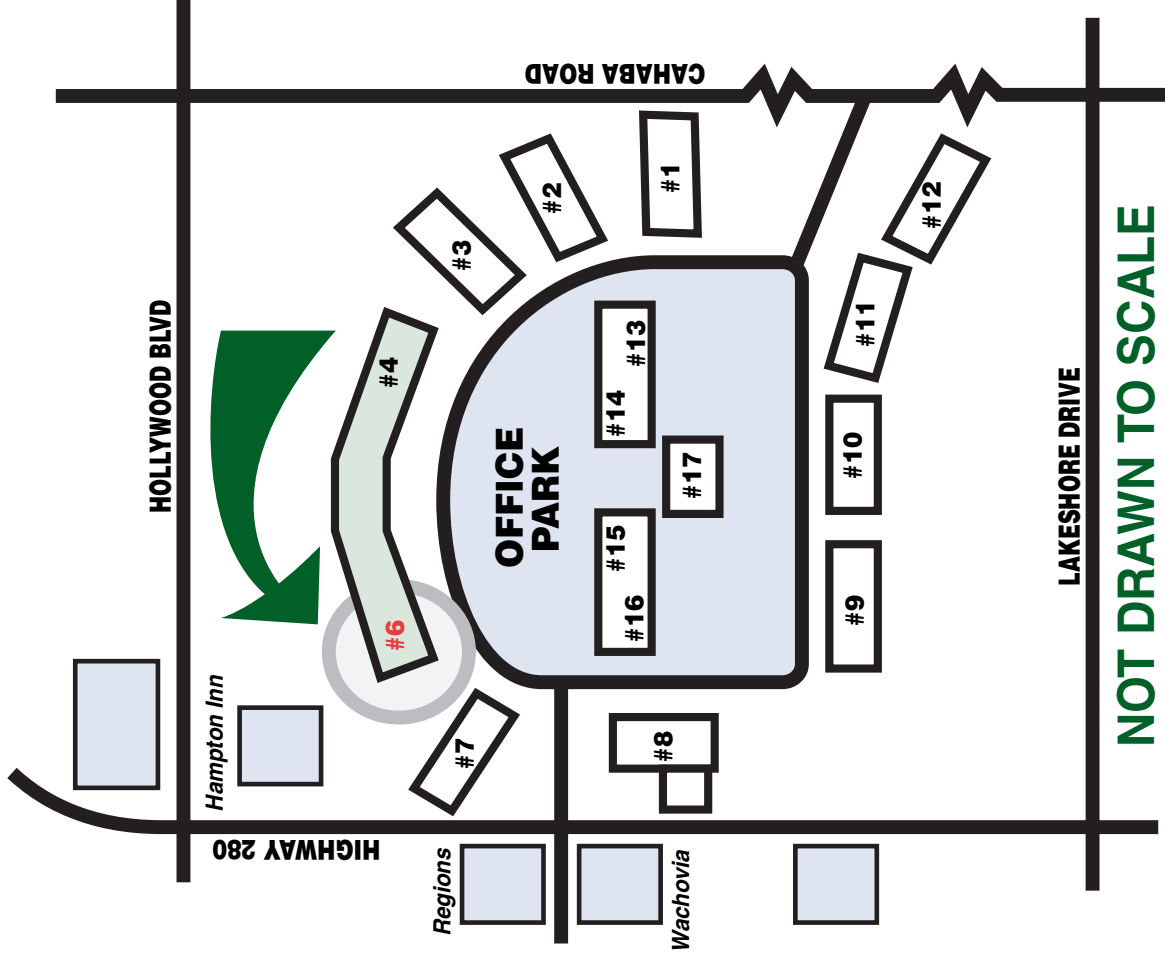 CAHABA ROAD
HOLLYWOOD BLVD
#1
#2
#3
#4
#6
#7
#8
#9
#10
#11
#12
OFFICE
PARK
#14
#13
#15
#16
#17
Hampton Inn
HIGHWAY 280
Regions
Wachovia
LAKESHORE DRIVE
NOT DRAWN TO SCALE